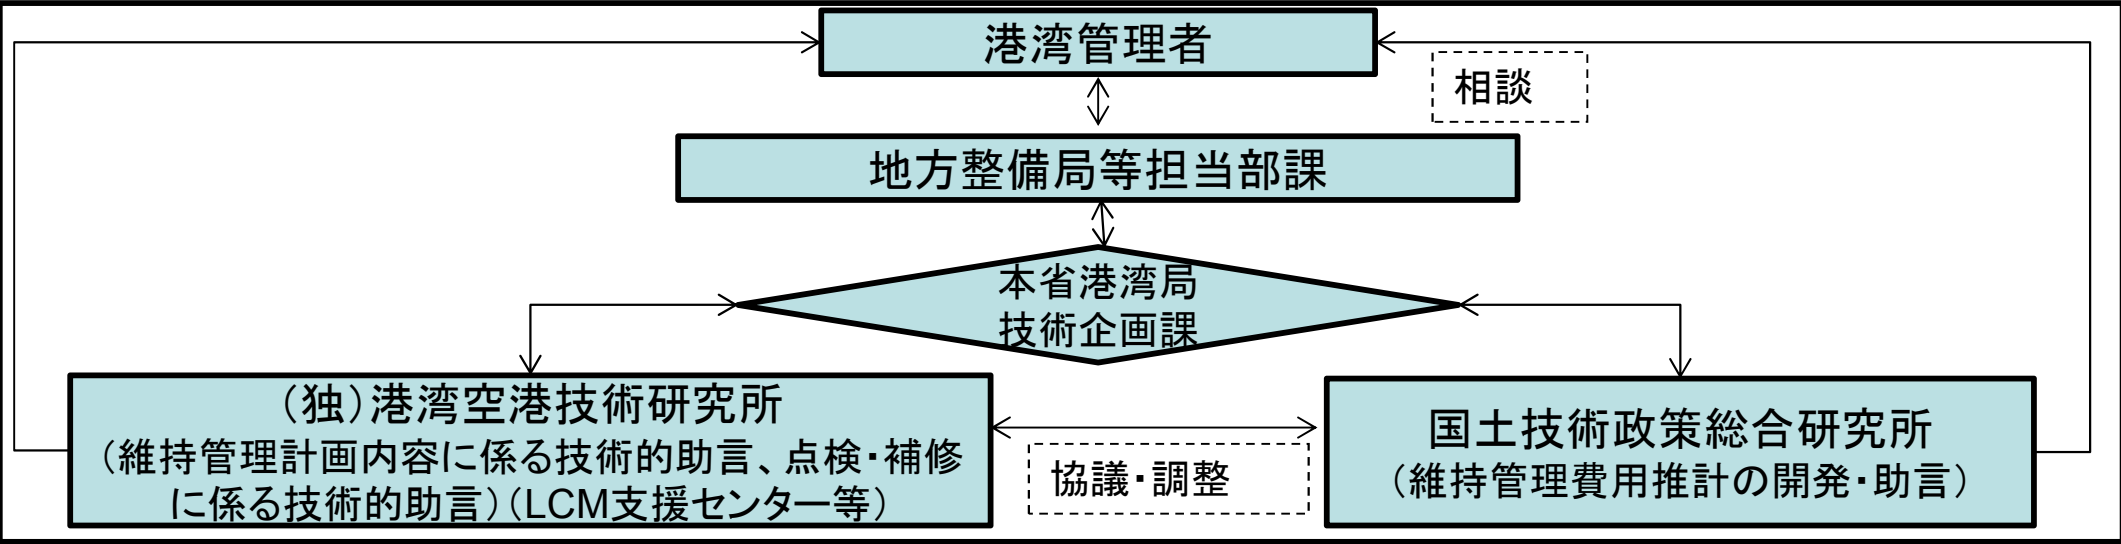 港湾管理者
相談
地方整備局等担当部課
本省港湾局
技術企画課
（独）港湾空港技術研究所
（維持管理計画内容に係る技術的助言、点検・補修
に係る技術的助言）（LCM支援センター等）
協議・調整
国土技術政策総合研究所
（維持管理費用推計の開発・助言）